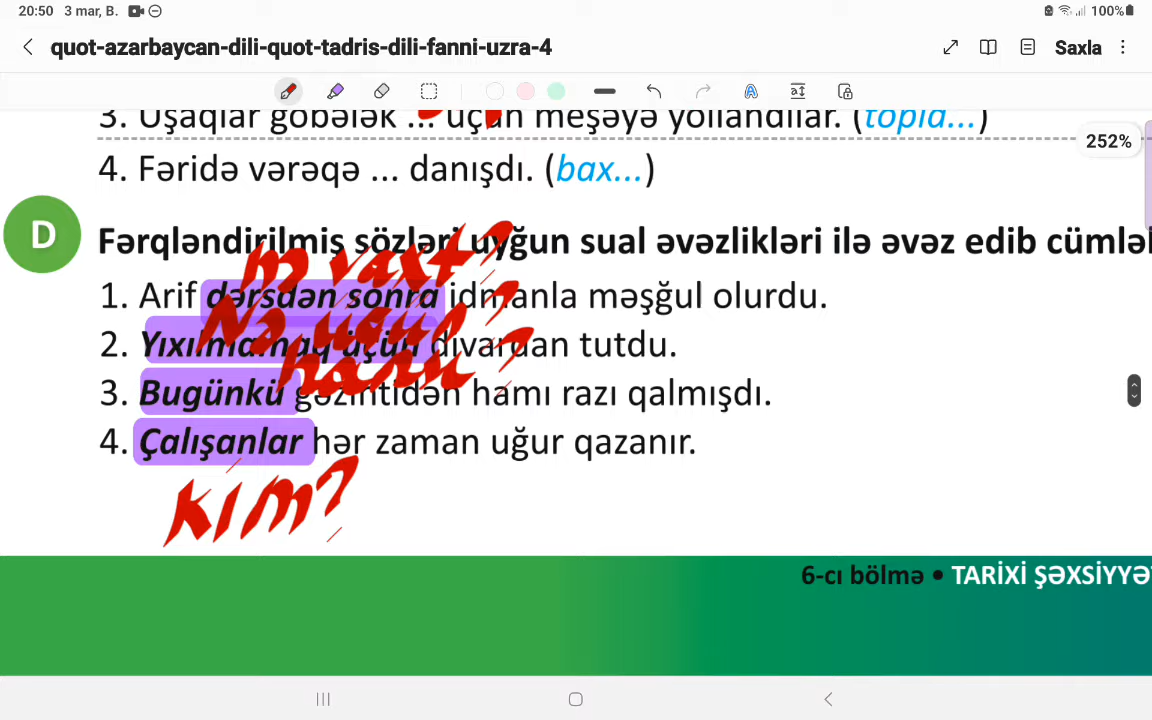 20:50 3 mar, B. 100%
quot-azarbaycan-dili-quot-tadris-dili-fanni-uzra-4 Saxla
3. Uşaqlar göbələk ... üçün meşəyə yollandılar. (topla...)
252%
4. Fəridə vərəqə ... danışdı. (bax...)
D Fərqləndirilmiş sözləri uyğun sual əvəzlikləri ilə əvəz edib cümlə
vaxt?
1. Arif dərsdən sonra idmanla məşğul olurdu.
Nə üçün?
2. Yıxılmamaq üçün divardan tutdu.
hansı?
3. Bugünkü gəzintidən hamı razı qalmışdı.
4. Çalışanlar hər zaman uğur qazanır.
Kim?
6-cı bölmə • TARİXİ ŞƏXSİYYƏ